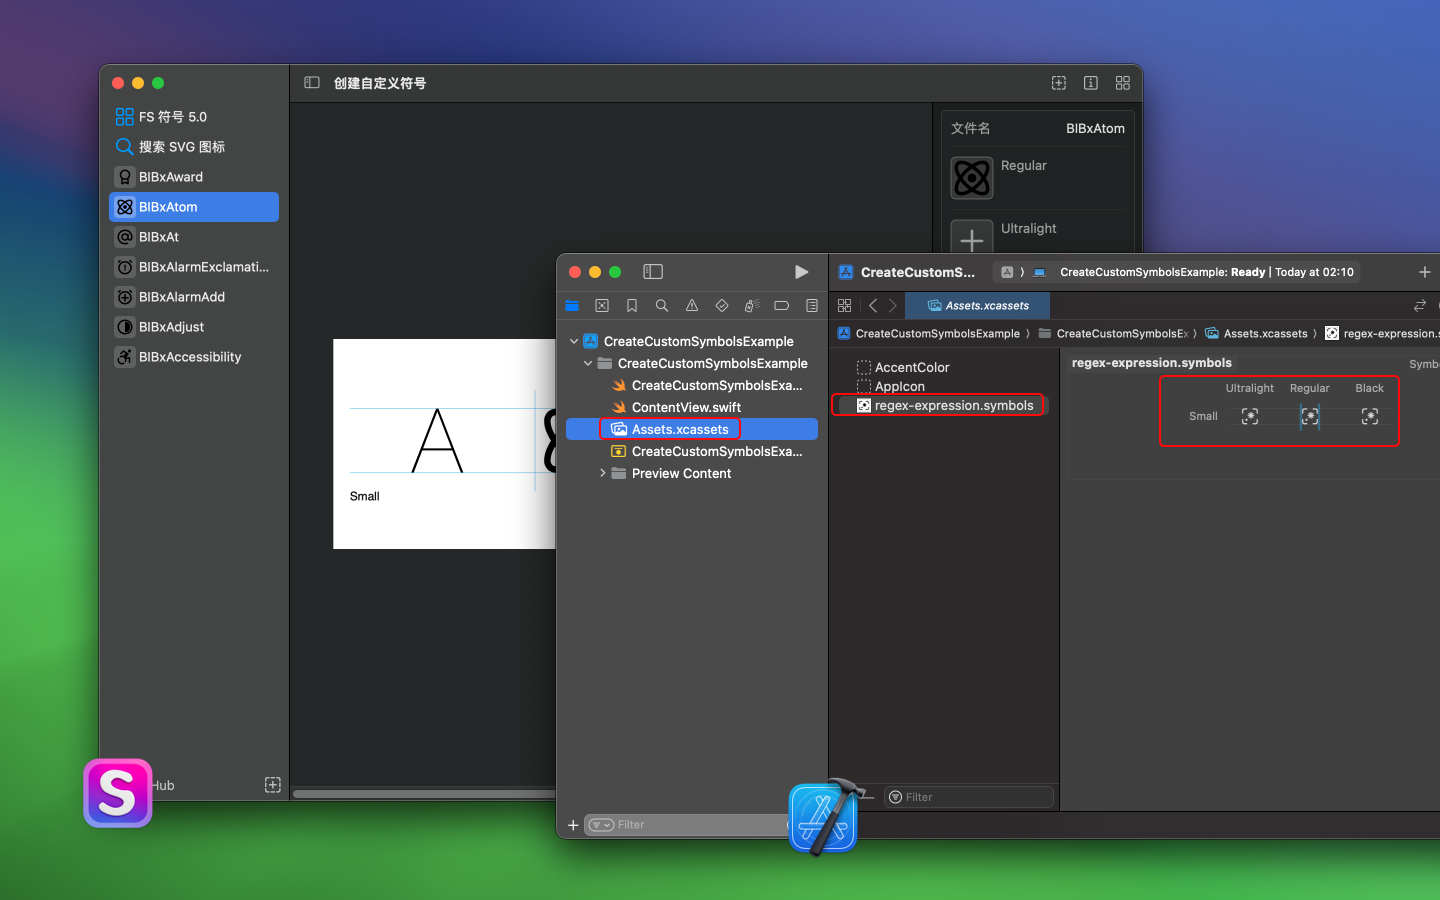 创建自定义符号
FS 符号 5.0
搜索 SVG 图标
BIBxAward
BIBxAtom
BIBxAt
BIBxAlarmExclamati...
BIBxAlarmAdd
BIBxAdjust
BIBxAccessibility
Hub
文件名
BIBxAtom
Regular
Ultralight
A
Small
CreateCustomS...
CreateCustomSymbolsExample: Ready | Today at 02:10
Assets.xcassets
CreateCustomSymbolsExample
CreateCustomSymbolsEx
Assets.xcassets
regex-expression.s
CreateCustomSymbolsExample
CreateCustomSymbolsExample
CreateCustomSymbolsExa...
ContentView.swift
Assets.xcassets
CreateCustomSymbolsExa...
Preview Content
Filter
AccentColor
AppIcon
regex-expression.symbols
Filter
regex-expression.symbols
Symbo
Ultralight
Regular
Black
Small
S